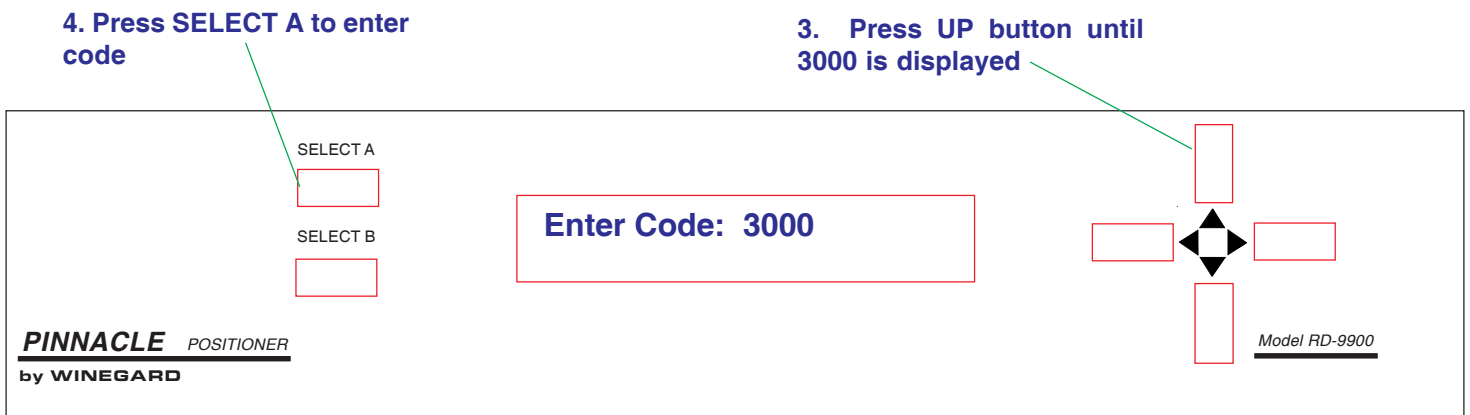 4. Press SELECT A to enter
code
3. Press UP button until
3000 is displayed
SELECT A
Enter Code: 3000
SELECT B
PINNACLE POSITIONER
by WINEGARD
Model RD-9900